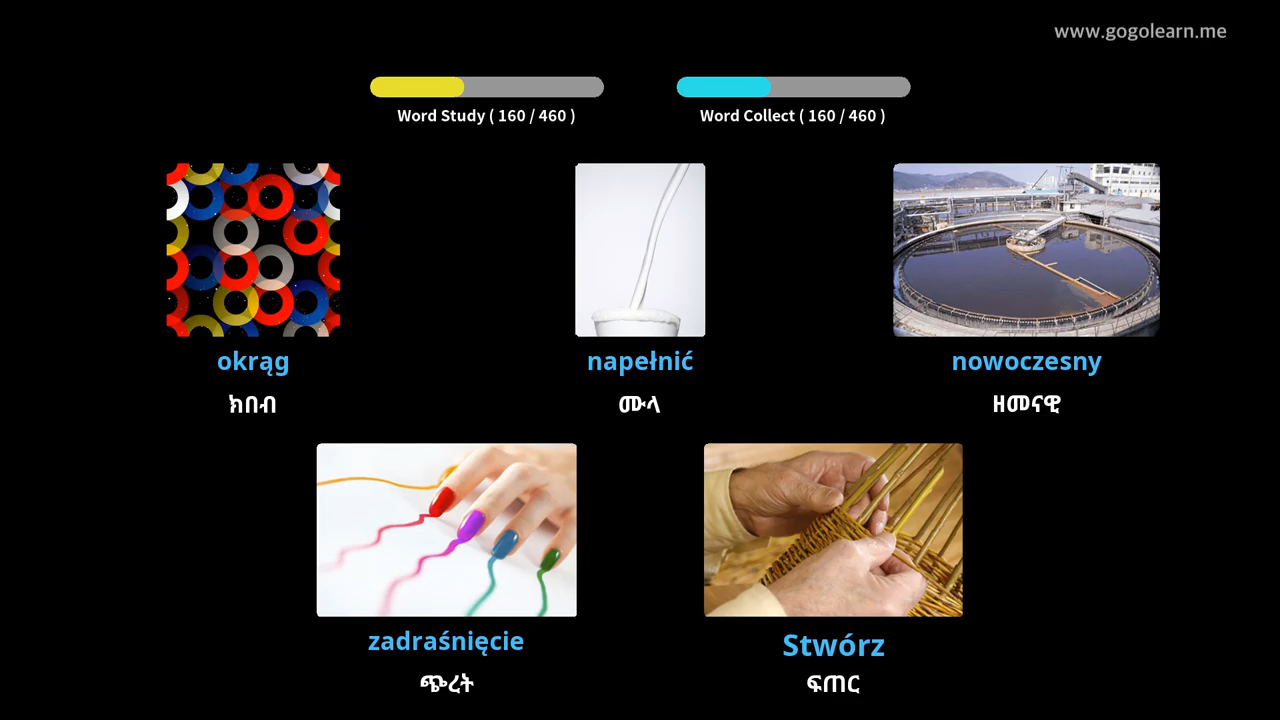 www.gogolearn.me
Word Study ( 160 / 460 )
Word Collect ( 160 / 460 )
okrąg
napełnić
nowoczesny
ክበብ
ሙላ
ዘመናዊ
zadraśnięcie
Stwórz
ጭረት
ፍጠር